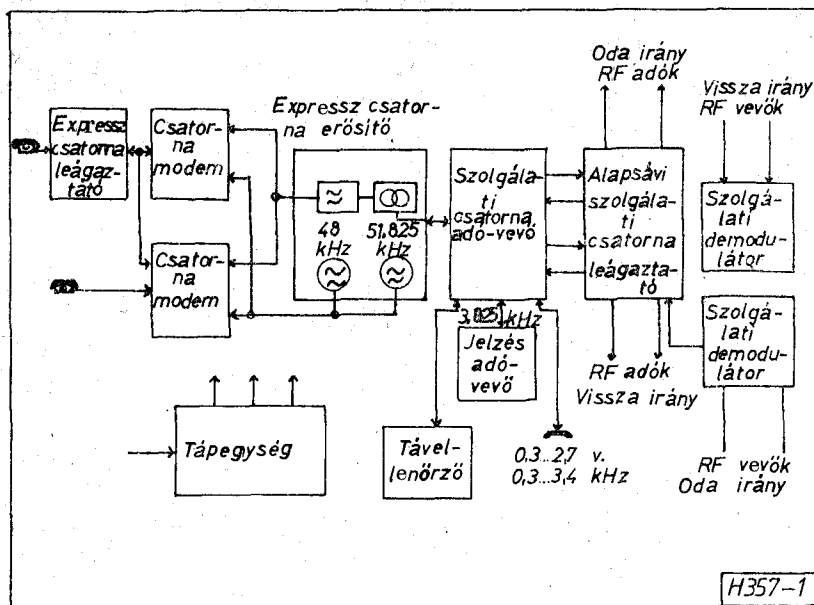 Oda irány
RF adók
Vissza irány
RF vevők
Expressz csator-
na erősítő
Expressz
csatorna
leágaz-
tató
Csator-
na
modem
Szolgála-
ti
csatorna
adó-vevő
Alapsávi
szolgála-
ti
csatorna
leágazta-
tó
Szolgá-
lati
demodu-
látor
48
kHz
51,825
kHz
Csator-
na
modem
Szolgá-
lati
demodu-
látor
3,825 kHz
Jelzés
adó-
vevő
RF adók
Vissza irány
Tápegység
Tável-
lenőrző
0,3...2,7 v.
0,3...3,4 kHz
RF vevők
Oda irány
H357-1